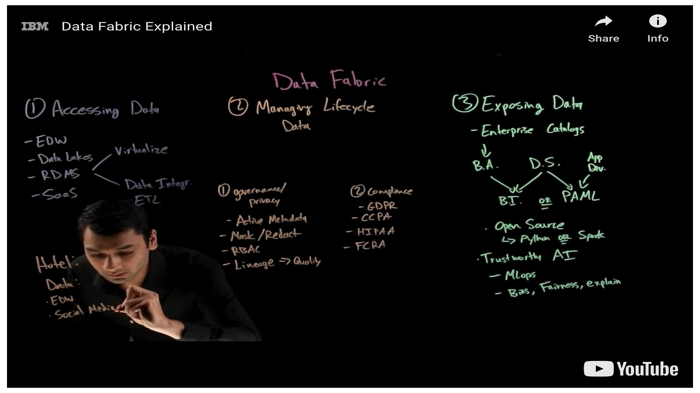 IBM
Data Fabric Explained
Share
Info
Data Fabric
① Accessing Data
- EDW
- Data Lakes
- RDMS
- SaaS
Virtualize
Data Integr.
ETL
Hotel:
Data:
· EDW
· Social Media
② Managing Lifecycle
Data
① governance/
privacy
- Active Metadata
- Mask/Redact
- RBAC
- Lineage ⇒ Quality
② Compliance
- GDPR
- CCPA
- HIPAA
- FCRA
③ Exposing Data
- Enterprise Catalogs
B.A.
D.S.
App
Dev.
BI. OR PAML
· Open Source
↳ Python OR Spark
· Trustworthy AI
- MLops
- Bias, Fairness, explain
YouTube